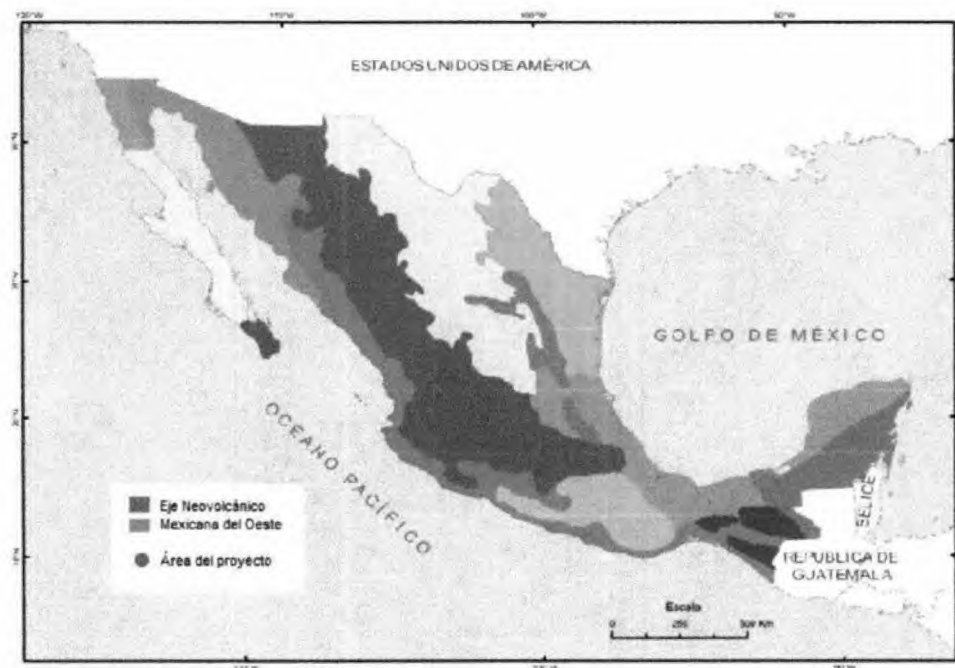 ESTADOS UNIDOS DE AMÉRICA
GOLFO DE MÉXICO
OCEANO PACÍFICO
BELICE
REPÚBLICA DE
GUATEMALA
Eje Neovolcánico
Mexicana del Oeste
Área del proyecto
Escala
0 250 500 Km